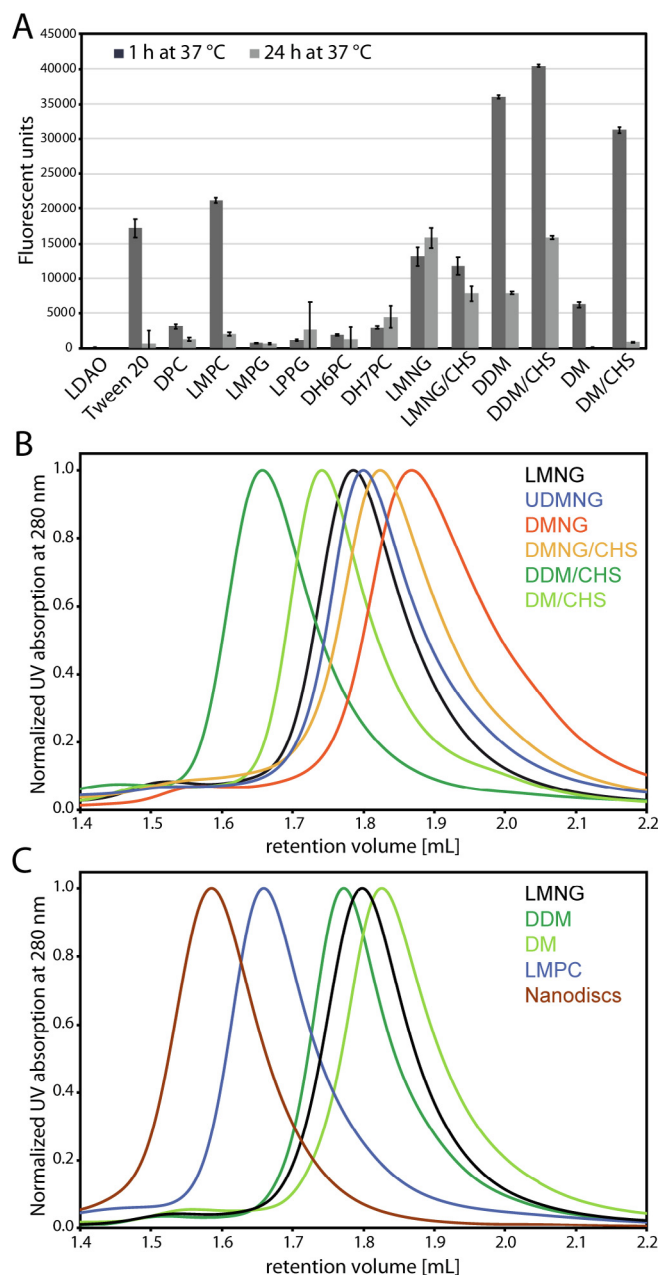 A
1 h at 37 °C 24 h at 37 °C
45000
40000
35000
30000
25000
20000
15000
10000
5000
0
Fluorescent units
LDAO
Tween 20
DPC
LMPC
LMPG
LPPG
DH6PC
DH7PC
LMNG
LMNG/CHS
DDM
DDM/CHS
DM
DM/CHS
B
LMNG
UDMNG
DMNG
DMNG/CHS
DDM/CHS
DM/CHS
1.0
0.8
0.6
0.4
0.2
0.0
Normalized UV absorption at 280 nm
1.4 1.5 1.6 1.7 1.8 1.9 2.0 2.1 2.2
retention volume [mL]
C
LMNG
DDM
DM
LMPC
Nanodiscs
1.0
0.8
0.6
0.4
0.2
0.0
Normalized UV absorption at 280 nm
1.4 1.5 1.6 1.7 1.8 1.9 2.0 2.1 2.2
retention volume [mL]